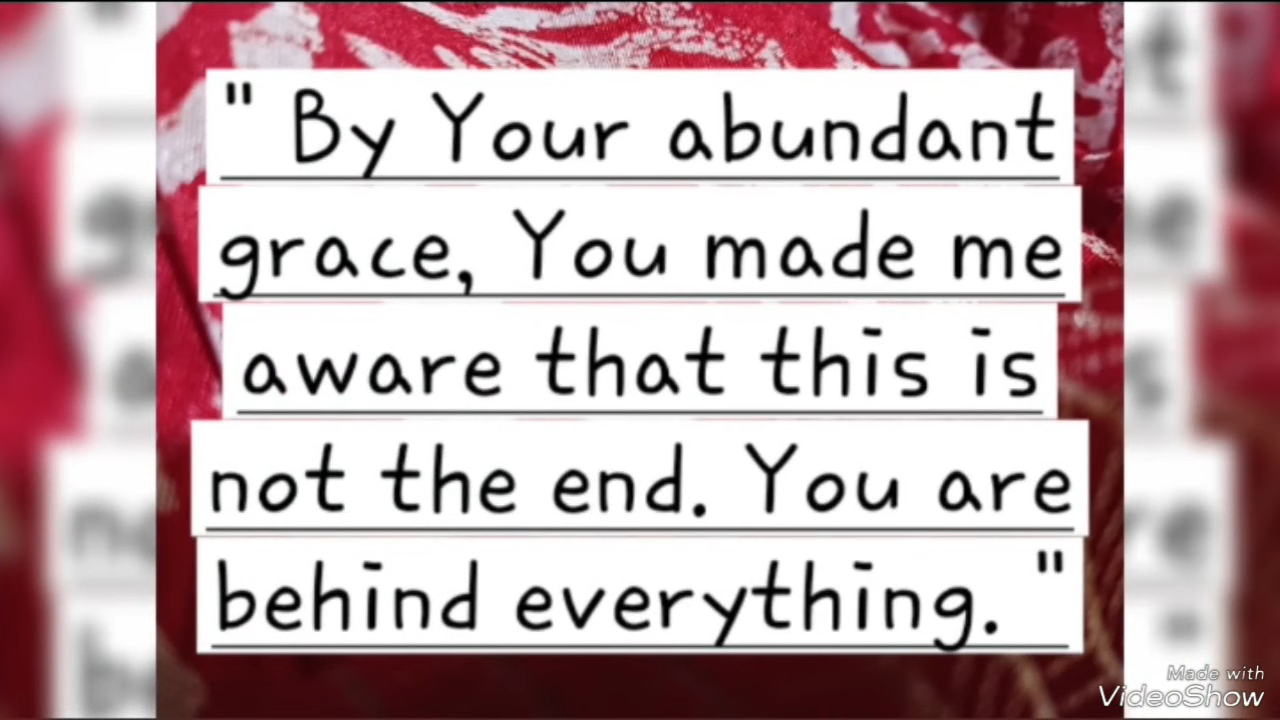 " By Your abundant
grace, You made me
aware that this is
not the end. You are
behind everything. "
Made with
VideoShow